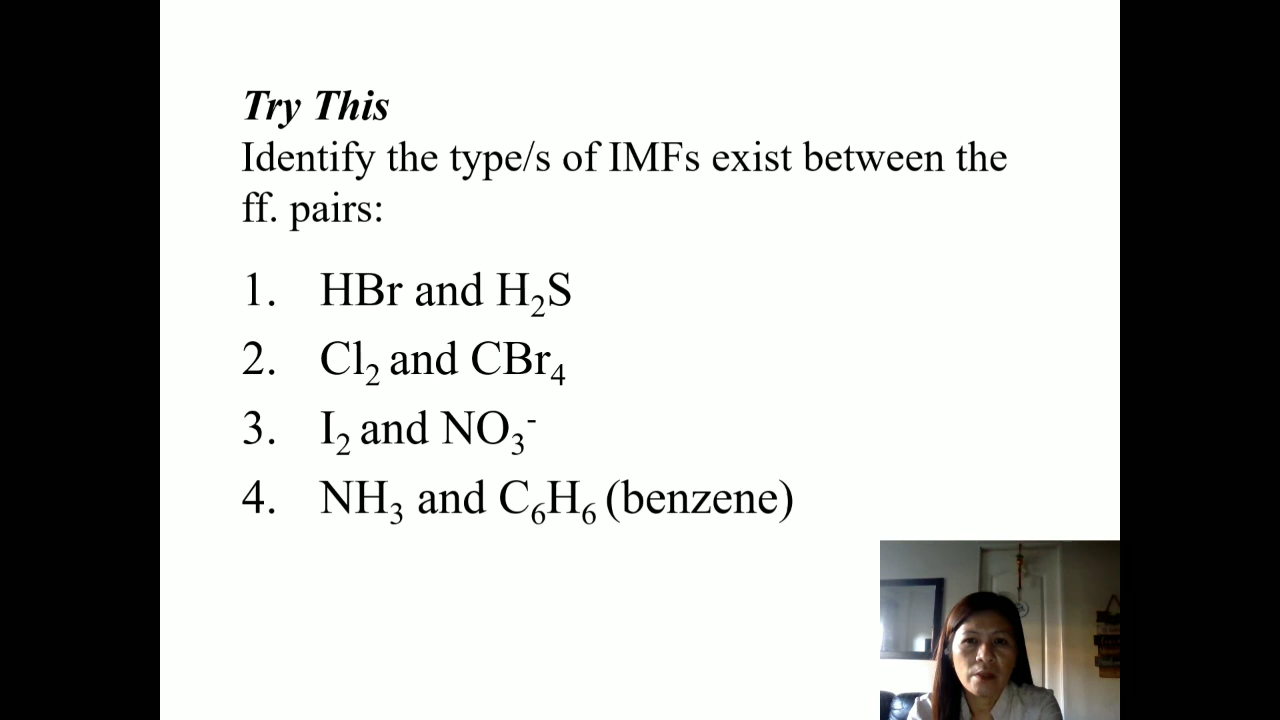 Try This
Identify the type/s of IMFs exist between the
ff. pairs:
1. HBr and H₂S
2. Cl₂ and CBr₄
3. I₂ and NO₃⁻
4. NH₃ and C₆H₆ (benzene)